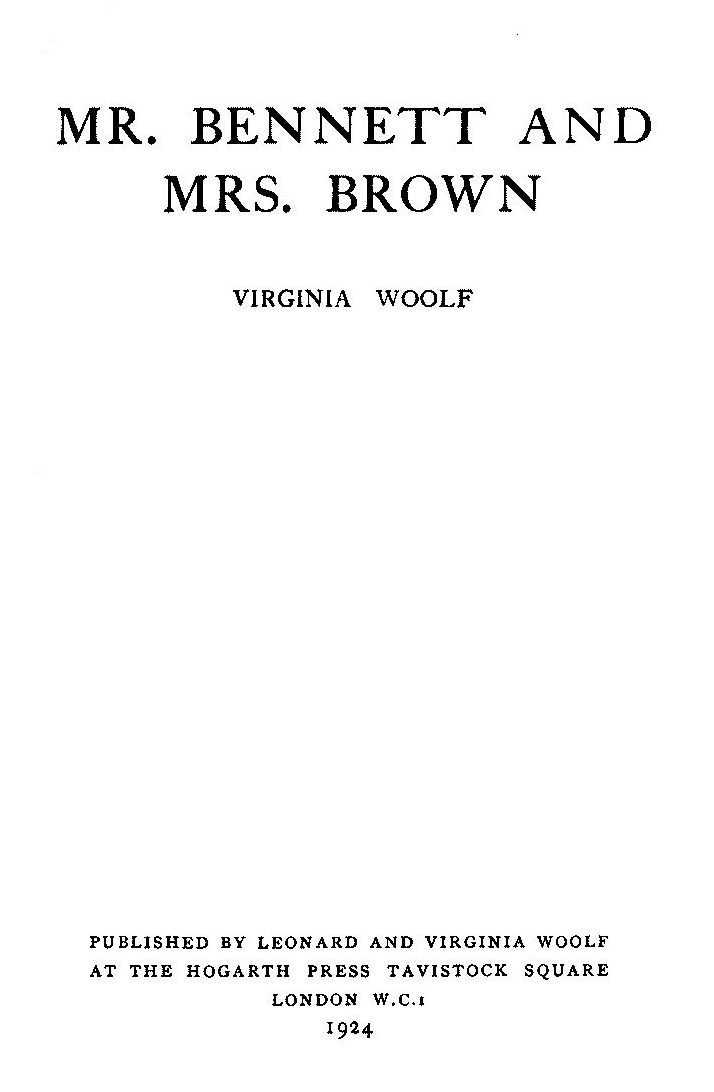 MR. BENNETT AND
MRS. BROWN
VIRGINIA WOOLF
PUBLISHED BY LEONARD AND VIRGINIA WOOLF
AT THE HOGARTH PRESS TAVISTOCK SQUARE
LONDON W.C.1
1924